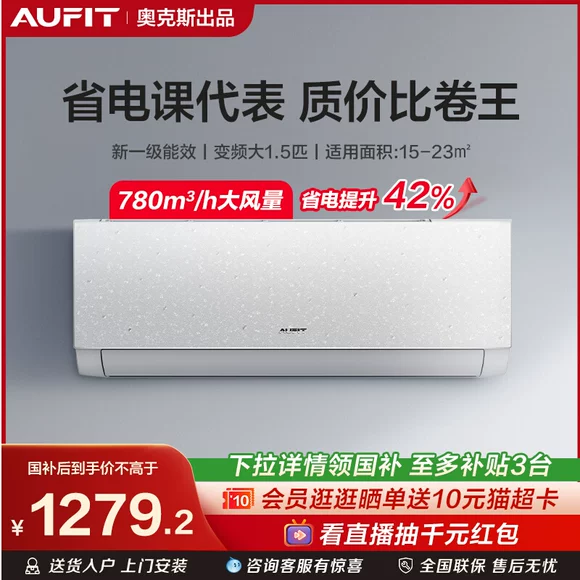 AUFIT | 奥克斯出品
省电课代表 质价比卷王
新一级能效 | 变频大1.5匹 | 适用面积:15-23㎡
780m³/h大风量 省电提升 42%
AUFIT
国补后到手价不高于
¥1279.2
下拉详情领国补 至多补贴3台
10 会员逛逛晒单送10元猫超卡
看直播抽千元红包
送货入户 上门安装 咨询客服有惊喜 全国联保 售后无忧